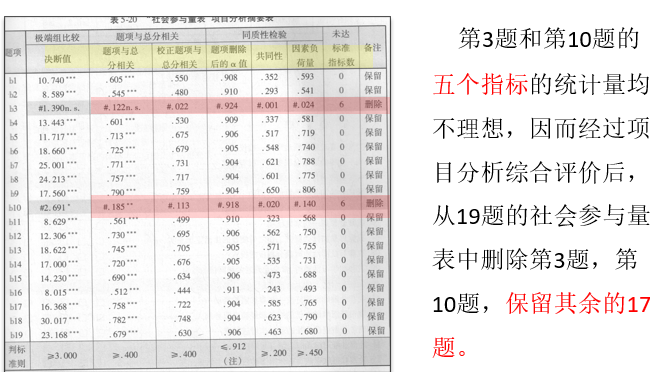 表 5-20 “社会参与量表”项目分析摘要表
题项 极端组比较 题项与总分相关 同质性检验 未达标准指标数 备注
决断值 题项与总分相关 校正题项与总分相关 题项删除后的 α 值 共同性 因素负荷量
b1 10.740*** .605*** .550 .908 .352 .593 0 保留
b2 8.589*** .545*** .480 .910 .293 .541 0 保留
b3 #1.390n.s. #.122n.s. #.022 #.924 #.001 #.024 6 删除
b4 13.443*** .601*** .530 .909 .337 .581 0 保留
b5 11.717*** .713*** .675 .906 .517 .719 0 保留
b6 18.660*** .725*** .679 .905 .548 .740 0 保留
b7 25.001*** .771*** .731 .904 .621 .788 0 保留
b8 24.213*** .757*** .717 .904 .601 .775 0 保留
b9 17.560*** .790*** .759 .904 .650 .806 0 保留
b10 #2.691* #.185** #.113 #.918 #.020 #.140 6 删除
b11 8.629*** .561*** .499 .910 .323 .568 0 保留
b12 12.306*** .730*** .695 .906 .562 .750 0 保留
b13 18.622*** .745*** .705 .905 .571 .755 0 保留
b14 17.000*** .720*** .676 .905 .535 .731 0 保留
b15 14.230*** .690*** .634 .906 .473 .688 0 保留
b16 8.015*** .512*** .444 .911 .243 .493 0 保留
b17 16.368*** .758*** .722 .904 .585 .765 0 保留
b18 30.017*** .782*** .748 .904 .623 .790 0 保留
b19 23.168*** .679*** .630 .906 .463 .680 0 保留
判标准则 ≥3.000 ≥.400 ≥.400 ≤.912(注) ≥.200 ≥.450
第3题和第10题的
五个指标的统计量均
不理想，因而经过项
目分析综合评价后，
从19题的社会参与量
表中删除第3题，第
10题，保留其余的17
题。